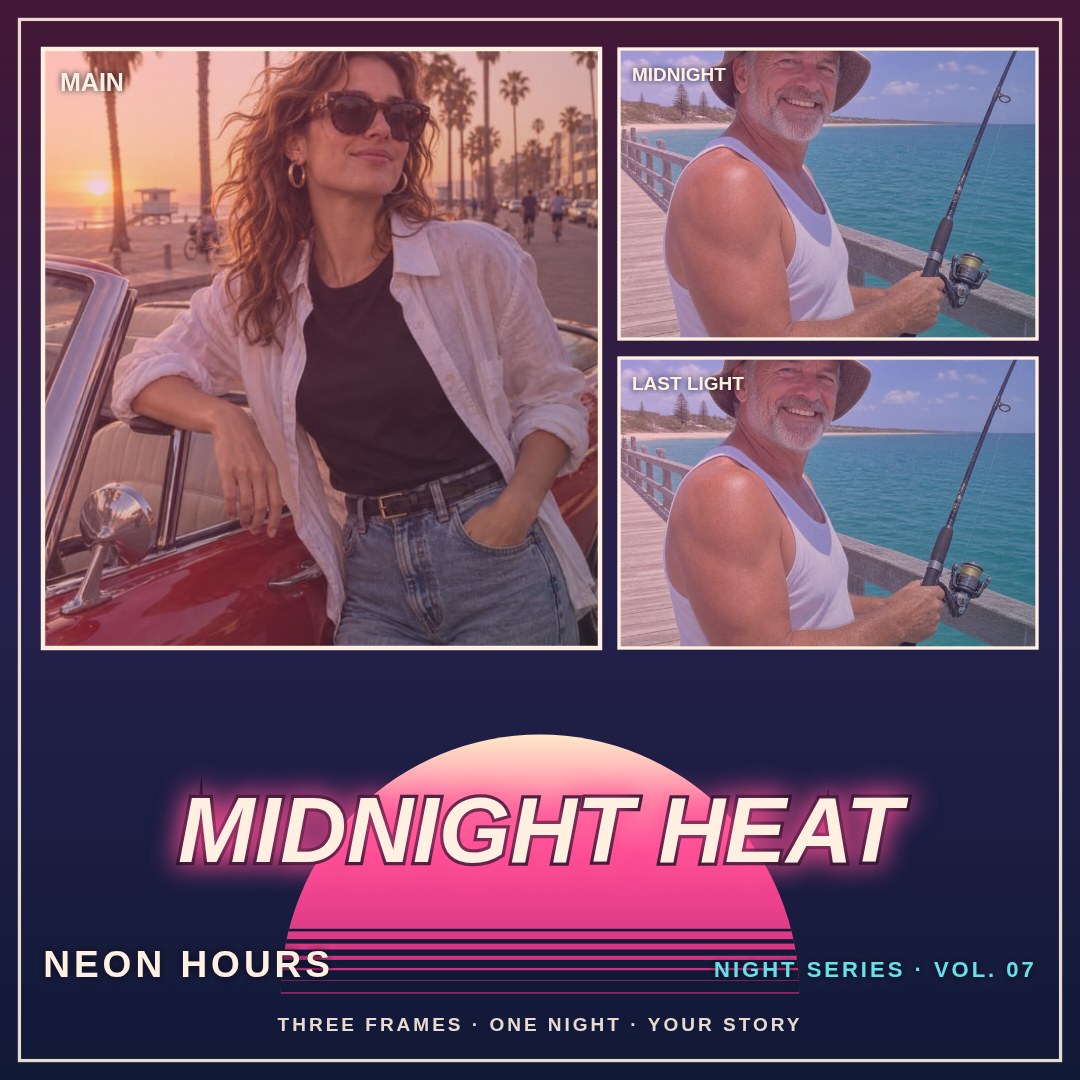 MAIN
MIDNIGHT
LAST LIGHT
MIDNIGHT HEAT
NEON HOURS
NIGHT SERIES · VOL. 07
THREE FRAMES · ONE NIGHT · YOUR STORY